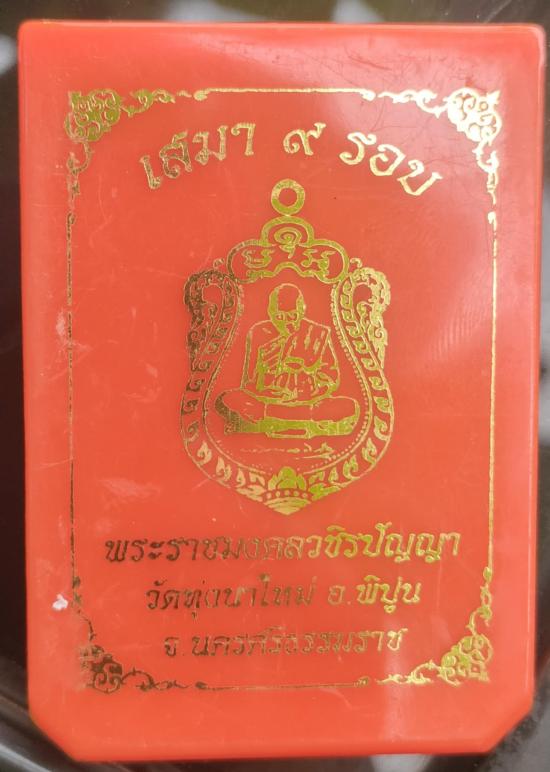 เสมา ๙ รอบ
พระราชมงคลวชิรปัญญา
วัดทุ่งนาใหม่ อ.พิปูน
จ.นครศรีธรรมราช